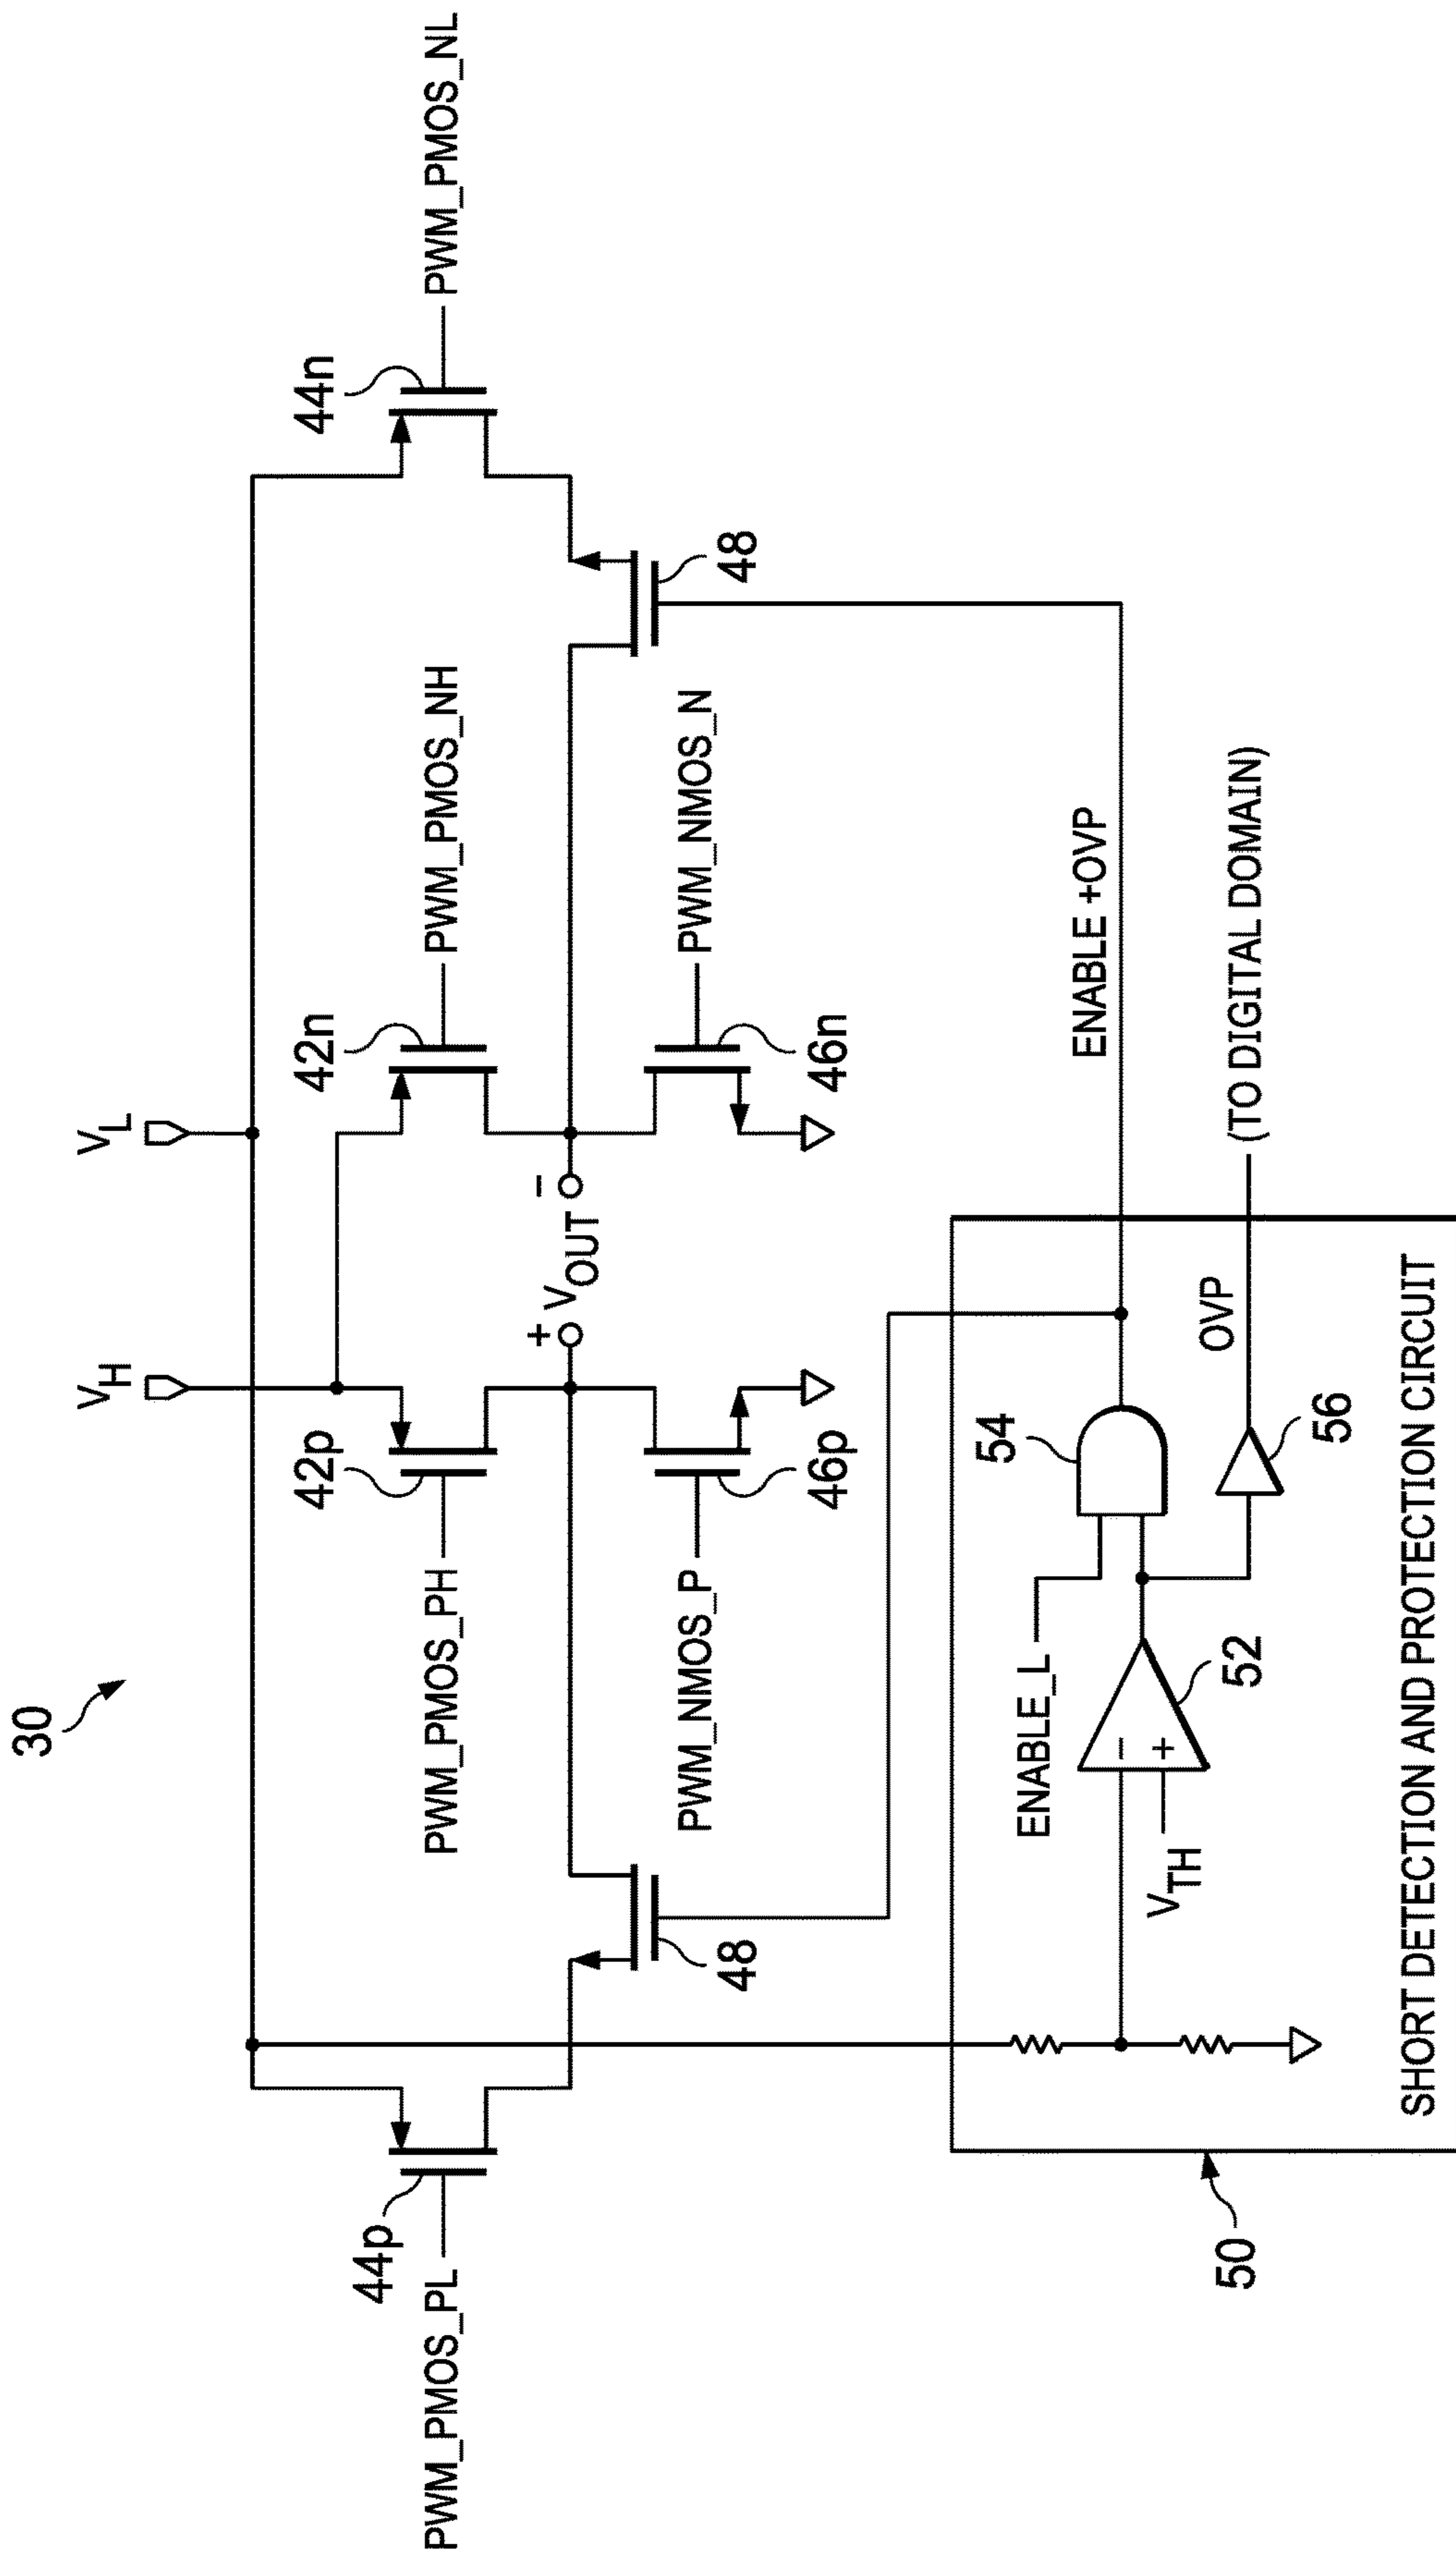 30
V_H
V_L
44p
42p
42n
44n
PWM_PMOS_PL
PWM_PMOS_PH
PWM_PMOS_NH
PWM_PMOS_NL
+ V_OUT −
48
PWM_NMOS_P
46p
46n
PWM_NMOS_N
48
ENABLE_L
54
ENABLE +OVP
V_TH
−
+
52
56
OVP
(TO DIGITAL DOMAIN)
50
SHORT DETECTION AND PROTECTION CIRCUIT